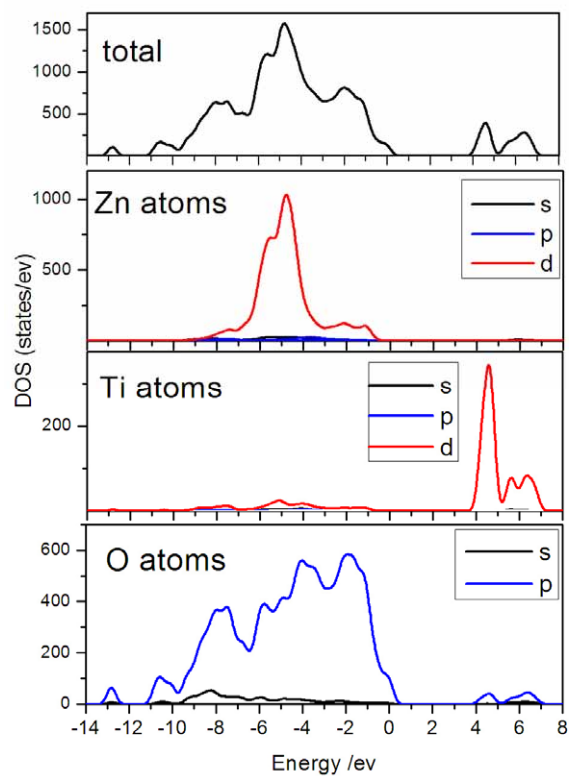 total
1500
1000
500
Zn atoms
1000
500
s
p
d
DOS (states/ev)
Ti atoms
200
s
p
d
O atoms
600
400
200
0
s
p
-14 -12 -10 -8 -6 -4 -2 0 2 4 6 8
Energy /ev